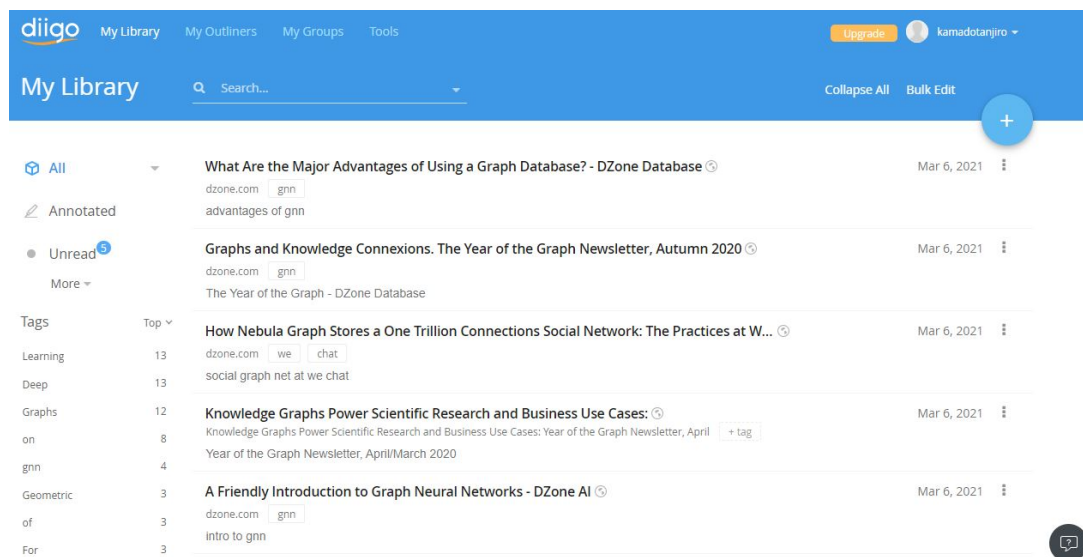 diigo My Library My Outliners My Groups Tools Upgrade kamadotanjiro
My Library Search... Collapse All Bulk Edit
+
All
Annotated
Unread 5
More
Tags Top
Learning 13
Deep 13
Graphs 12
on 8
gnn 4
Geometric 3
of 3
For 3
What Are the Major Advantages of Using a Graph Database? - DZone Database Mar 6, 2021
dzone.com gnn
advantages of gnn
Graphs and Knowledge Connexions. The Year of the Graph Newsletter, Autumn 2020 Mar 6, 2021
dzone.com gnn
The Year of the Graph - DZone Database
How Nebula Graph Stores a One Trillion Connections Social Network: The Practices at W... Mar 6, 2021
dzone.com we chat
social graph net at we chat
Knowledge Graphs Power Scientific Research and Business Use Cases: Mar 6, 2021
Knowledge Graphs Power Scientific Research and Business Use Cases: Year of the Graph Newsletter, April + tag
Year of the Graph Newsletter, April/March 2020
A Friendly Introduction to Graph Neural Networks - DZone AI Mar 6, 2021
dzone.com gnn
intro to gnn
?